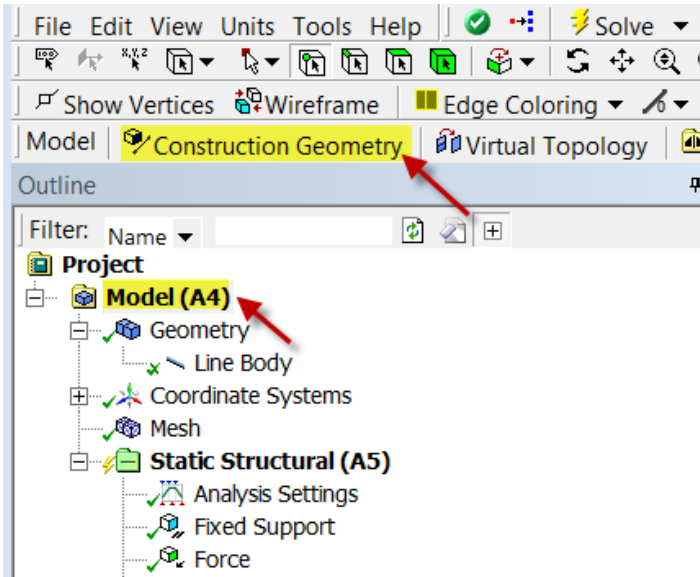 File Edit View Units Tools Help Solve
X,Y,Z
Show Vertices Wireframe Edge Coloring
Model Construction Geometry Virtual Topology
Outline
Filter: Name
Project
Model (A4)
Geometry
Line Body
Coordinate Systems
Mesh
Static Structural (A5)
Analysis Settings
Fixed Support
Force